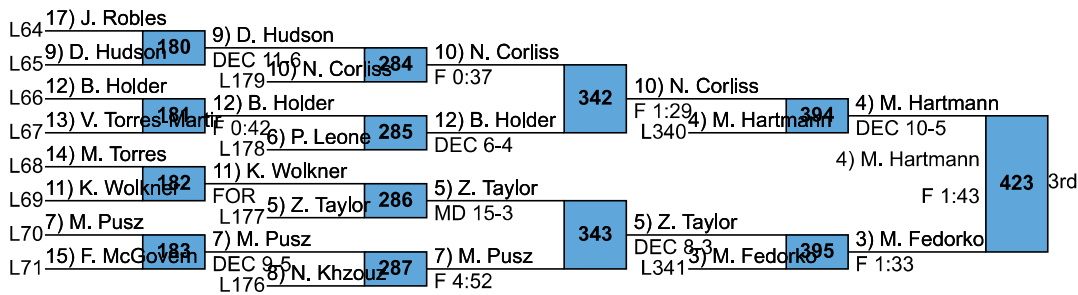 L64 17) J. Robles
180
L65 9) D. Hudson
9) D. Hudson
DEC 11-6
284
L179 10) N. Corliss
10) N. Corliss
F 0:37
L66 12) B. Holder
181
L67 13) V. Torres-Martir
12) B. Holder
F 0:42
285
L178 6) P. Leone
12) B. Holder
DEC 6-4
342
10) N. Corliss
F 1:29
394
L340 4) M. Hartmann
4) M. Hartmann
DEC 10-5
L68 14) M. Torres
182
L69 11) K. Wolkner
11) K. Wolkner
FOR
286
L177 5) Z. Taylor
5) Z. Taylor
MD 15-3
L70 7) M. Pusz
183
L71 15) F. McGovern
7) M. Pusz
DEC 9-5
287
L176 8) N. Khzouz
7) M. Pusz
F 4:52
343
5) Z. Taylor
DEC 8-3
395
L341 3) M. Fedorko
3) M. Fedorko
F 1:33
423
4) M. Hartmann
F 1:43
3rd